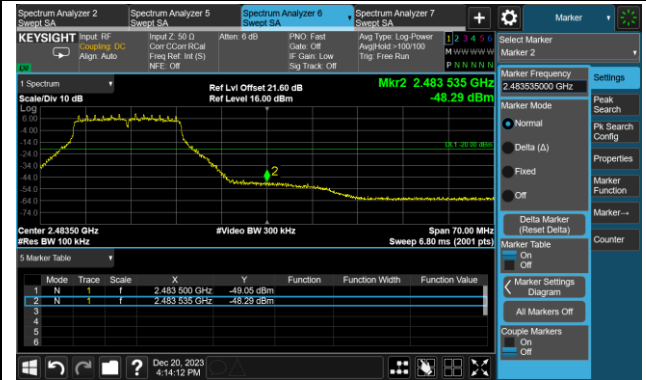 Spectrum Analyzer 2 Swept SA
Spectrum Analyzer 5 Swept SA
Spectrum Analyzer 6 Swept SA
Spectrum Analyzer 7 Swept SA
+
Marker
KEYSIGHT
Input: RF
Coupling: DC
Align: Auto
Input Z: 50 Ω
Corr CCorr RCal
Freq Ref: Int (S)
NFE: Off
Atten: 6 dB
PNO: Fast
Gate: Off
IF Gain: Low
Sig Track: Off
Avg Type: Log-Power
Avg|Hold:>100/100
Trig: Free Run
1 2 3 4 5 6
M W W W W W
P N N N N N
Select Marker
Marker 2
1 Spectrum
Scale/Div 10 dB
Log
Ref Lvl Offset 21.60 dB
Ref Level 16.00 dBm
Mkr2 2.483 535 GHz
-48.29 dBm
6.00
-4.00
-14.0
-24.0
-34.0
-44.0
-54.0
-64.0
-74.0
DL1 -20.00 dBm
2
Center 2.48350 GHz
#Res BW 100 kHz
#Video BW 300 kHz
Span 70.00 MHz
Sweep 6.80 ms (2001 pts)
5 Marker Table
Mode Trace Scale X Y Function Function Width Function Value
1 N 1 f 2.483 500 GHz -49.05 dBm
2 N 1 f 2.483 535 GHz -48.29 dBm
3
4
5
6
Marker Frequency
2.483535000 GHz
Marker Mode
Normal
Delta (Δ)
Fixed
Off
Delta Marker
(Reset Delta)
Marker Table
On
Off
Marker Settings
Diagram
All Markers Off
Couple Markers
On
Off
Settings
Peak Search
Pk Search Config
Properties
Marker Function
Marker→
Counter
?
Dec 20, 2023
4:14:12 PM